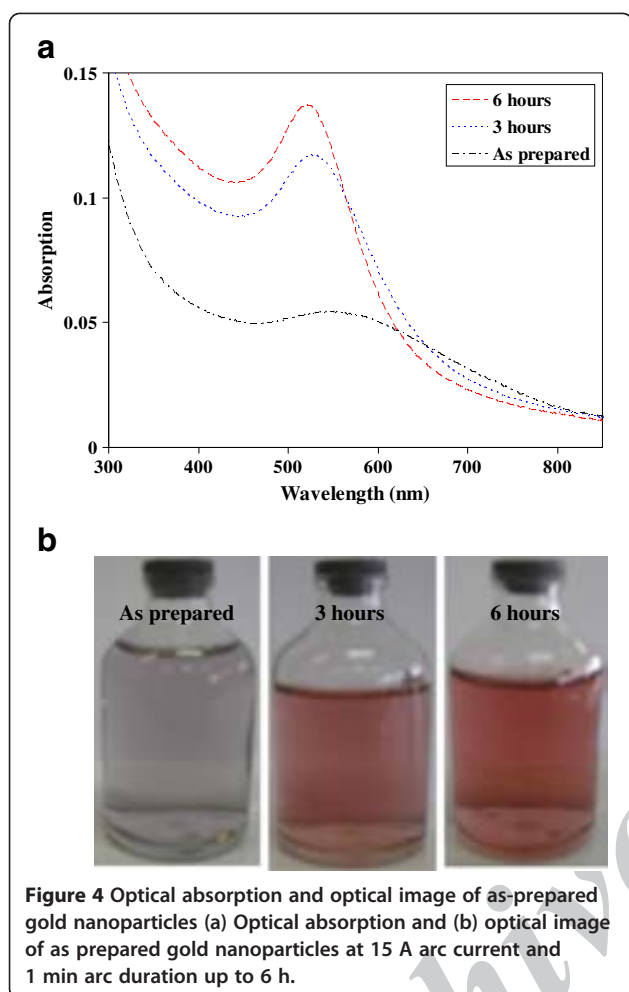 a
0.15
0.1
0.05
0
Absorption
6 hours
3 hours
As prepared
300 400 500 600 700 800
Wavelength (nm)
b
As prepared 3 hours 6 hours
Figure 4 Optical absorption and optical image of as-prepared
gold nanoparticles (a) Optical absorption and (b) optical image
of as prepared gold nanoparticles at 15 A arc current and
1 min arc duration up to 6 h.